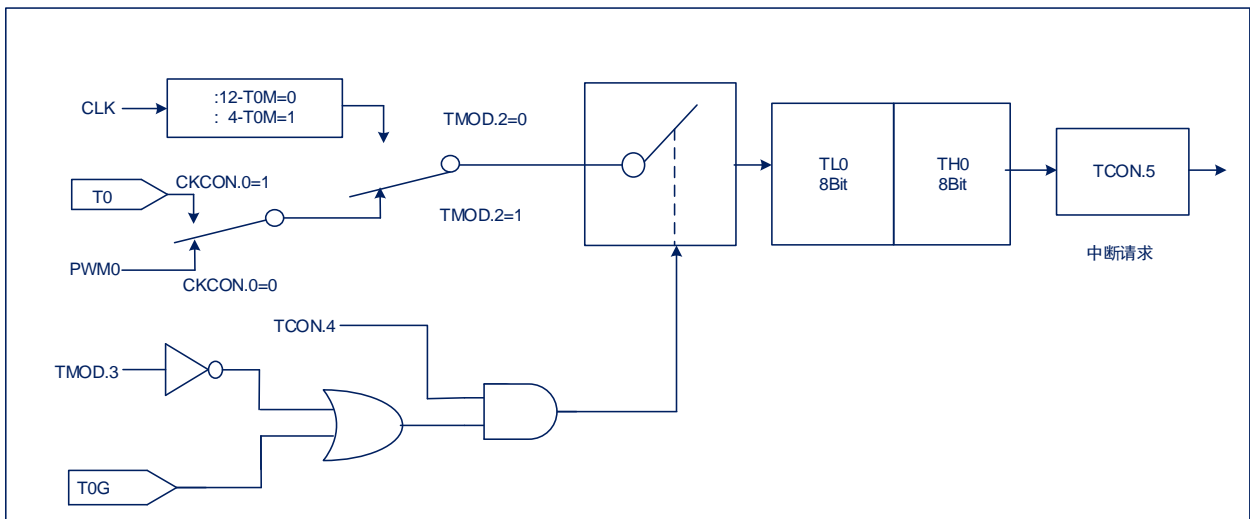 :12-T0M=0
: 4-T0M=1
CLK
TMOD.2=0
CKCON.0=1
T0
TMOD.2=1
PWM0
CKCON.0=0
TL0
8Bit
TH0
8Bit
TCON.5
中断请求
TCON.4
TMOD.3
T0G